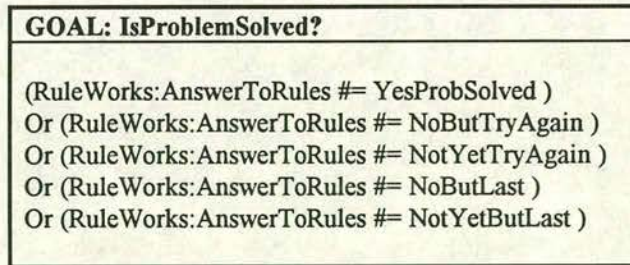 GOAL: IsProblemSolved?
(RuleWorks:AnswerToRules #= YesProbSolved )
Or (RuleWorks:AnswerToRules #= NoButTryAgain )
Or (RuleWorks:AnswerToRules #= NotYetTryAgain )
Or (RuleWorks:AnswerToRules #= NoButLast )
Or (RuleWorks:AnswerToRules #= NotYetButLast )